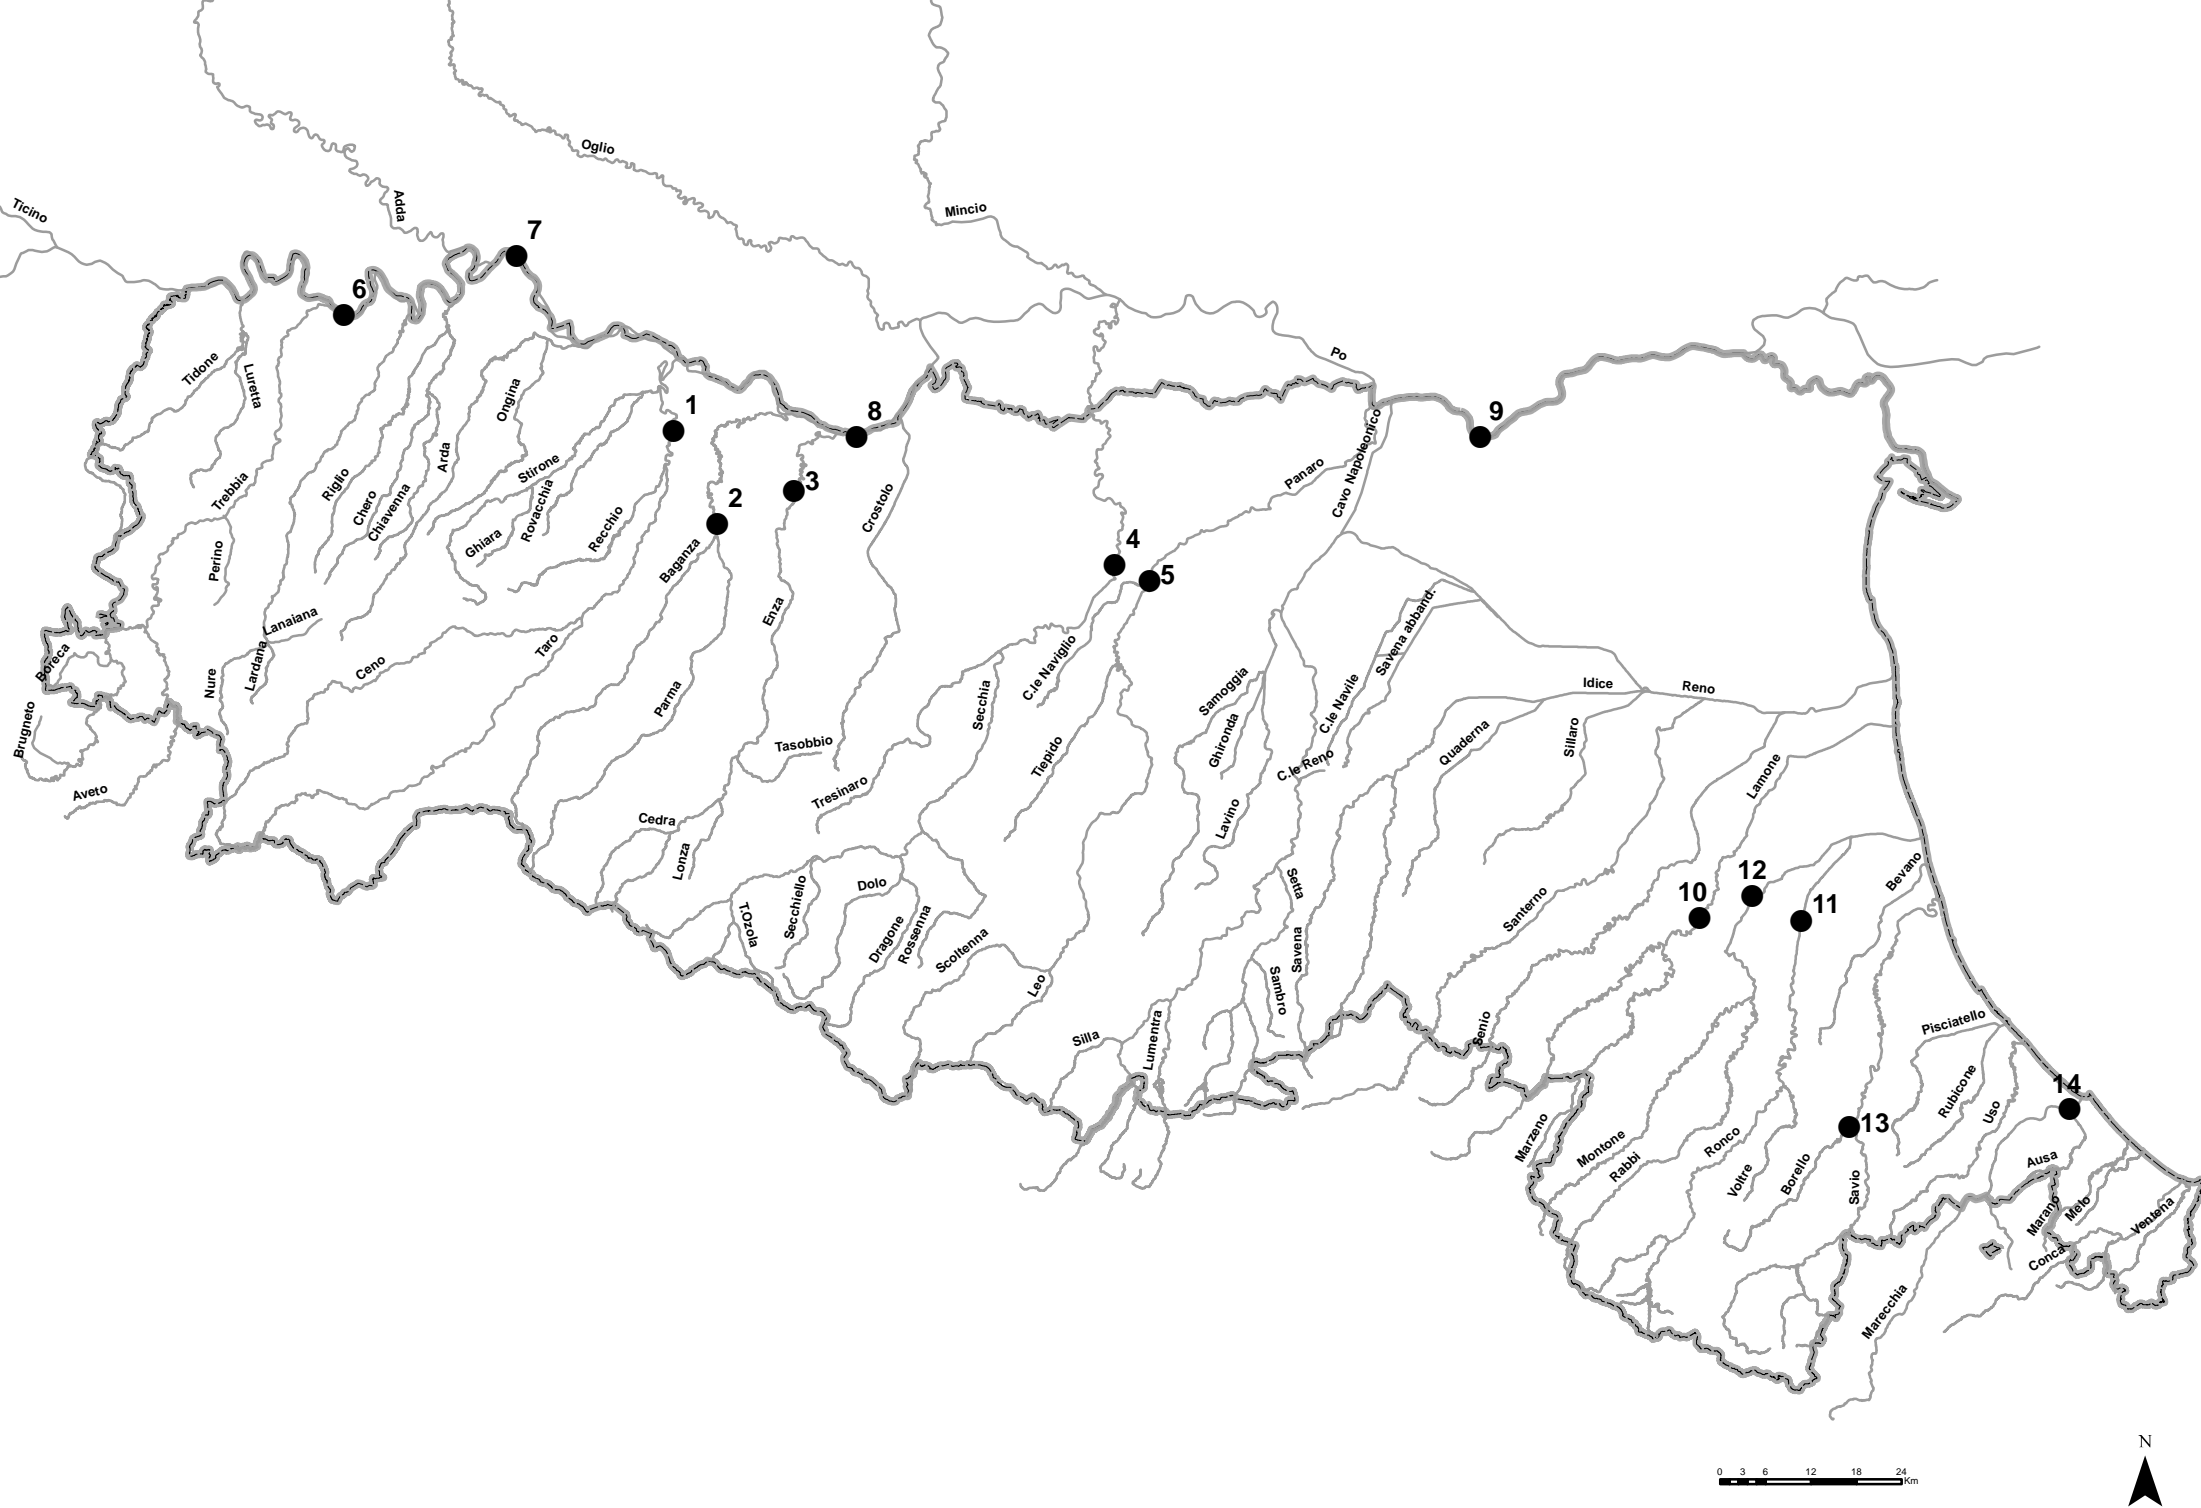 Oglio
Adda
Ticino
Mincio
7
6
Po
Tidone
Luretta
Ongina
1
8
9
Cavo Napoleonico
Arda
Stirone
Panaro
Trebbia
Riglio
Chero
Chiavenna
Rovacchia
Recchio
Ghiara
2
3
Crostolo
Perino
Baganza
4
5
Enza
Lanaiana
Savena abband.
Boreca
Lardana
Ceno
Taro
Nure
Parma
C.le Naviglio
Secchia
Samoggia
C.le Navile
Idice
Reno
Brugneto
Ghironda
Quaderna
Sillaro
Tasobbio
Tiepido
C.le Reno
Lamone
Aveto
Tresinaro
Cedra
Lavino
Lonza
Bevano
12
10
11
Setta
Dolo
Secchiello
T.Ozola
Santerno
Dragone
Rossenna
Scoltenna
Savena
Sambro
Leo
Silla
Lumentra
Senio
Pisciatello
Rubicone
14
Uso
13
Marzeno
Montone
Rabbi
Ronco
Voltre
Borello
Savio
Ausa
Marano
Melo
Ventena
Conca
Marecchia
N
0 3 6 12 18 24
Km